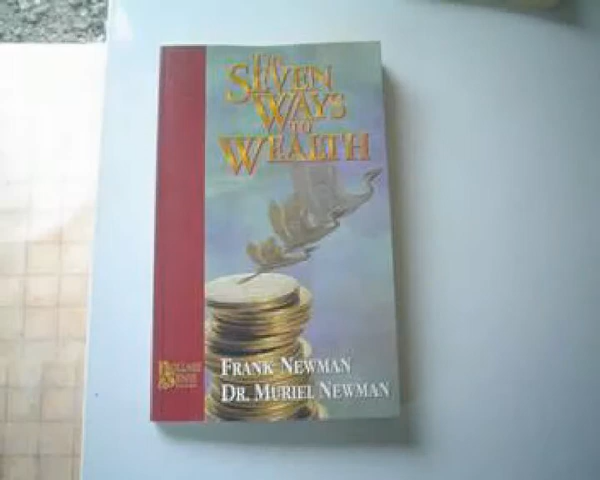 THE
SEVEN
WAYS
TO
WEALTH
FRANK NEWMAN
DR. MURIEL NEWMAN